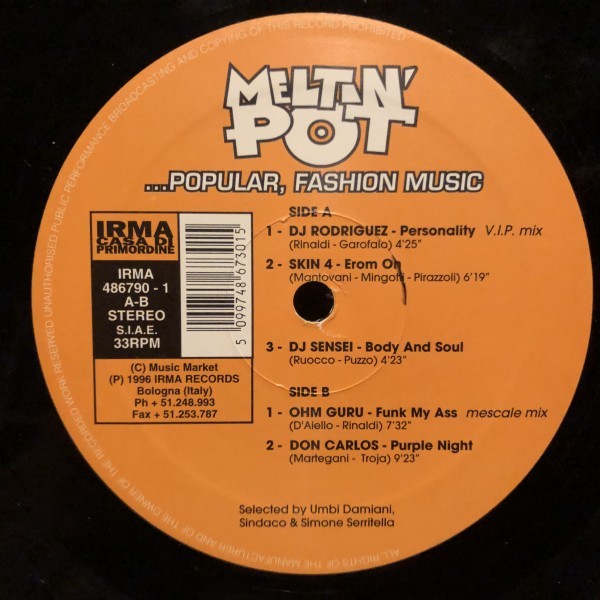 MELTIN'
POT
...POPULAR, FASHION MUSIC
SIDE A
1 - DJ RODRIGUEZ - Personality V.I.P. mix
(Rinaldi - Garofalo) 4'25"
2 - SKIN 4 - Erom On
(Mantovani - Mingotti - Pirazzoli) 6'19"
3 - DJ SENSEI - Body And Soul
(Ruocco - Puzzo) 4'23"
SIDE B
1 - OHM GURU - Funk My Ass mescale mix
(D'Aiello - Rinaldi) 7'32"
2 - DON CARLOS - Purple Night
(Martegani - Troja) 9'23"
Selected by Umbi Damiani,
Sindaco & Simone Serritella
IRMA
CASA DI
PRIMORDINE
IRMA
486790 - 1
A-B
STEREO
S.I.A.E.
33RPM
5 099748 673015
(C) Music Market
(P) 1996 IRMA RECORDS
Bologna (Italy)
Ph + 51.248.993
Fax + 51.253.787
ALL RIGHTS OF THE MANUFACTURER AND OF THE OWNER OF THE RECORDED WORK RESERVED UNAUTHORISED PUBLIC PERFORMANCE BROADCASTING AND COPYING OF THIS RECORD PROHIBITED